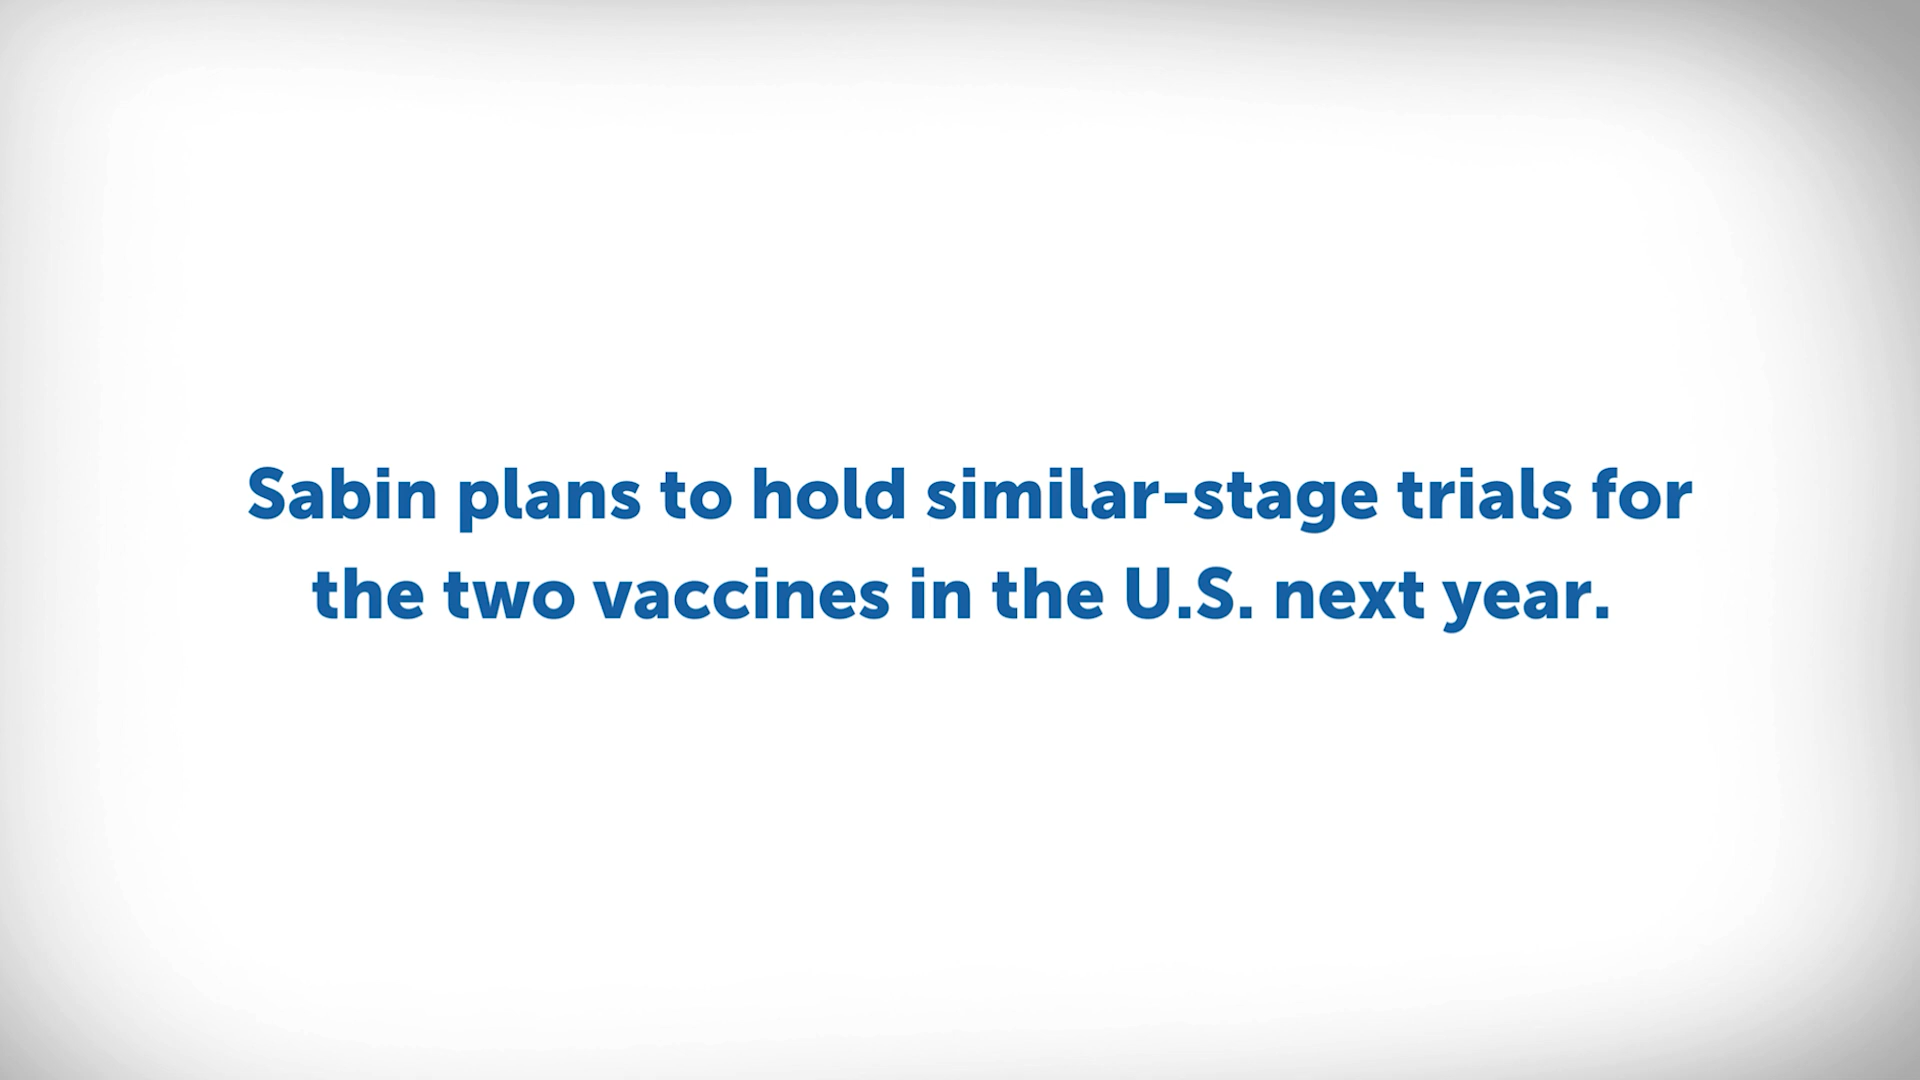 Sabin plans to hold similar-stage trials for
the two vaccines in the U.S. next year.